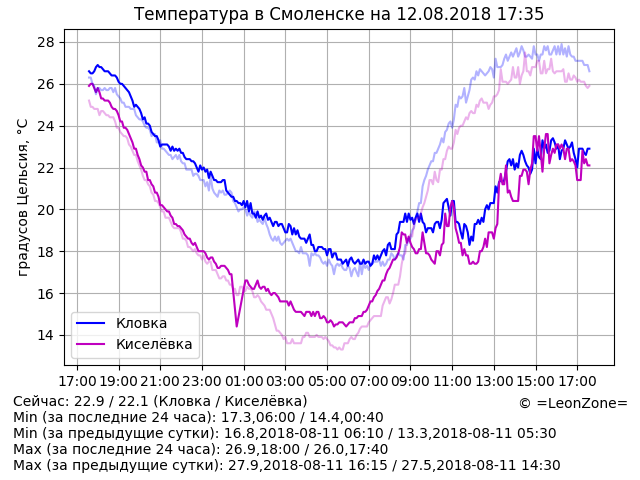 Температура в Смоленске на 12.08.2018 17:35
28
26
24
22
20
18
16
14
градусов Цельсия, °C
Кловка
Киселёвка
17:00 19:00 21:00 23:00 01:00 03:00 05:00 07:00 09:00 11:00 13:00 15:00 17:00
Сейчас: 22.9 / 22.1 (Кловка / Киселёвка)
© =LeonZone=
Min (за последние 24 часа): 17.3,06:00 / 14.4,00:40
Min (за предыдущие сутки): 16.8,2018-08-11 06:10 / 13.3,2018-08-11 05:30
Max (за последние 24 часа): 26.9,18:00 / 26.0,17:40
Max (за предыдущие сутки): 27.9,2018-08-11 16:15 / 27.5,2018-08-11 14:30